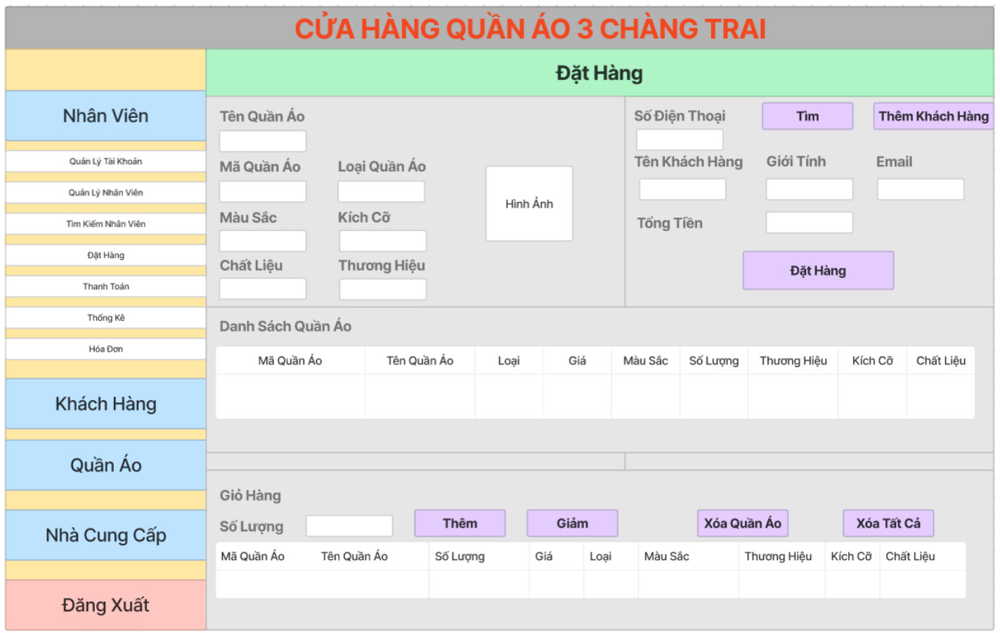 CỬA HÀNG QUẦN ÁO 3 CHÀNG TRAI
Đặt Hàng
Nhân Viên
Quản Lý Tài Khoản
Quản Lý Nhân Viên
Tìm Kiếm Nhân Viên
Đặt Hàng
Thanh Toán
Thống Kê
Hóa Đơn
Khách Hàng
Quần Áo
Nhà Cung Cấp
Đăng Xuất
Tên Quần Áo
Mã Quần Áo Loại Quần Áo
Màu Sắc Kích Cỡ
Chất Liệu Thương Hiệu
Hình Ảnh
Số Điện Thoại Tìm Thêm Khách Hàng
Tên Khách Hàng Giới Tính Email
Tổng Tiền
Đặt Hàng
Danh Sách Quần Áo
Mã Quần Áo Tên Quần Áo Loại Giá Màu Sắc Số Lượng Thương Hiệu Kích Cỡ Chất Liệu
Giỏ Hàng
Số Lượng Thêm Giảm Xóa Quần Áo Xóa Tất Cả
Mã Quần Áo Tên Quần Áo Số Lượng Giá Loại Màu Sắc Thương Hiệu Kích Cỡ Chất Liệu